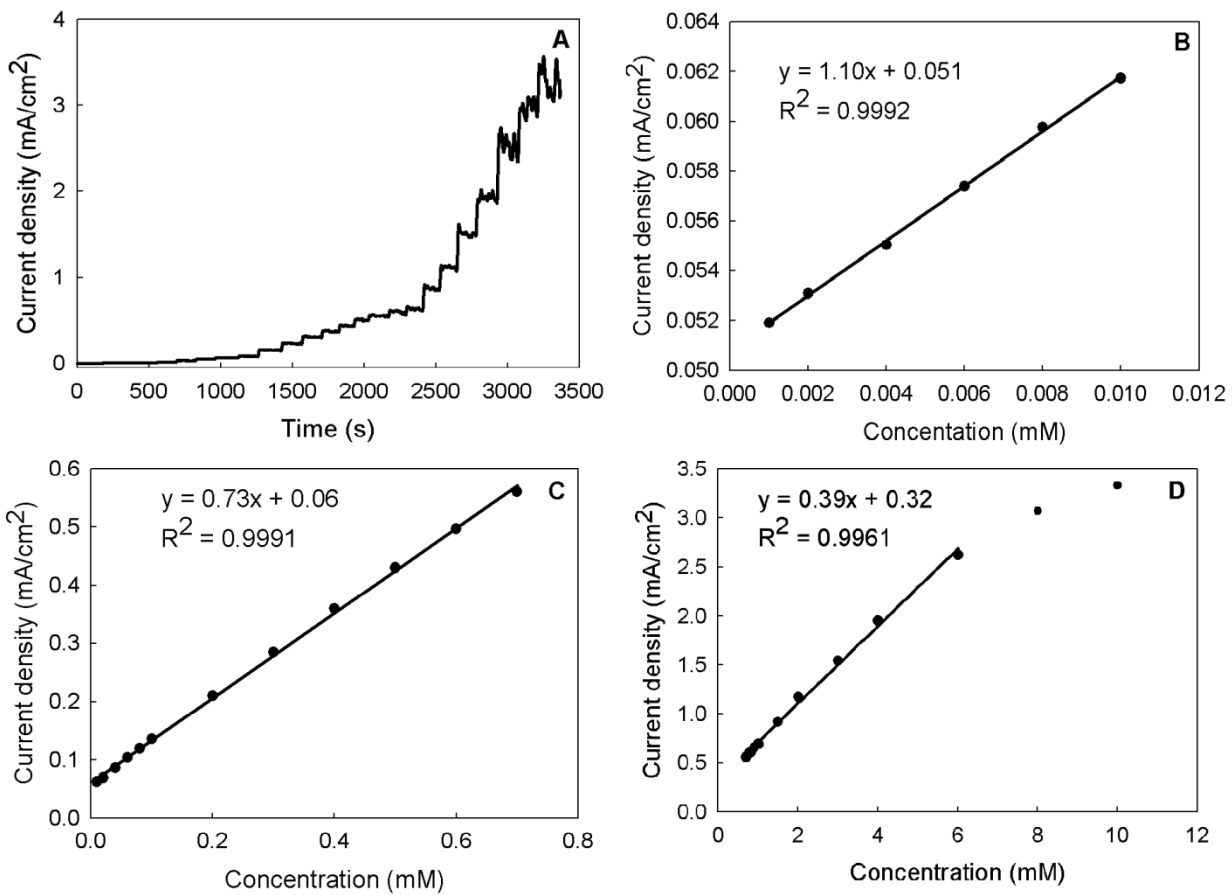 A
Current density (mA/cm2)
4
3
2
1
0
0 500 1000 1500 2000 2500 3000 3500
Time (s)
B
y = 1.10x + 0.051
R2 = 0.9992
Current density (mA/cm2)
0.064
0.062
0.060
0.058
0.056
0.054
0.052
0.050
0.000 0.002 0.004 0.006 0.008 0.010 0.012
Concentation (mM)
C
y = 0.73x + 0.06
R2 = 0.9991
Current density (mA/cm2)
0.6
0.5
0.4
0.3
0.2
0.1
0.0
0.0 0.2 0.4 0.6 0.8
Concentration (mM)
D
y = 0.39x + 0.32
R2 = 0.9961
Current density (mA/cm2)
3.5
3.0
2.5
2.0
1.5
1.0
0.5
0.0
0 2 4 6 8 10 12
Concentration (mM)